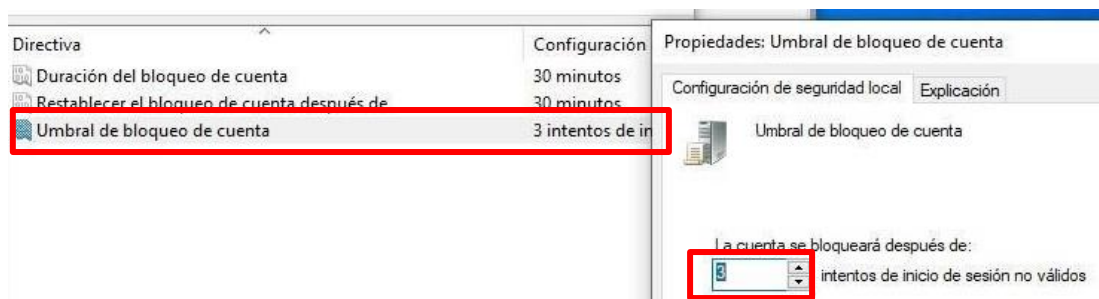 Directiva
Configuración
Duración del bloqueo de cuenta
30 minutos
Restablecer el bloqueo de cuenta después de
30 minutos
Umbral de bloqueo de cuenta
3 intentos de in
Propiedades: Umbral de bloqueo de cuenta
Configuración de seguridad local
Explicación
Umbral de bloqueo de cuenta
La cuenta se bloqueará después de:
3 intentos de inicio de sesión no válidos